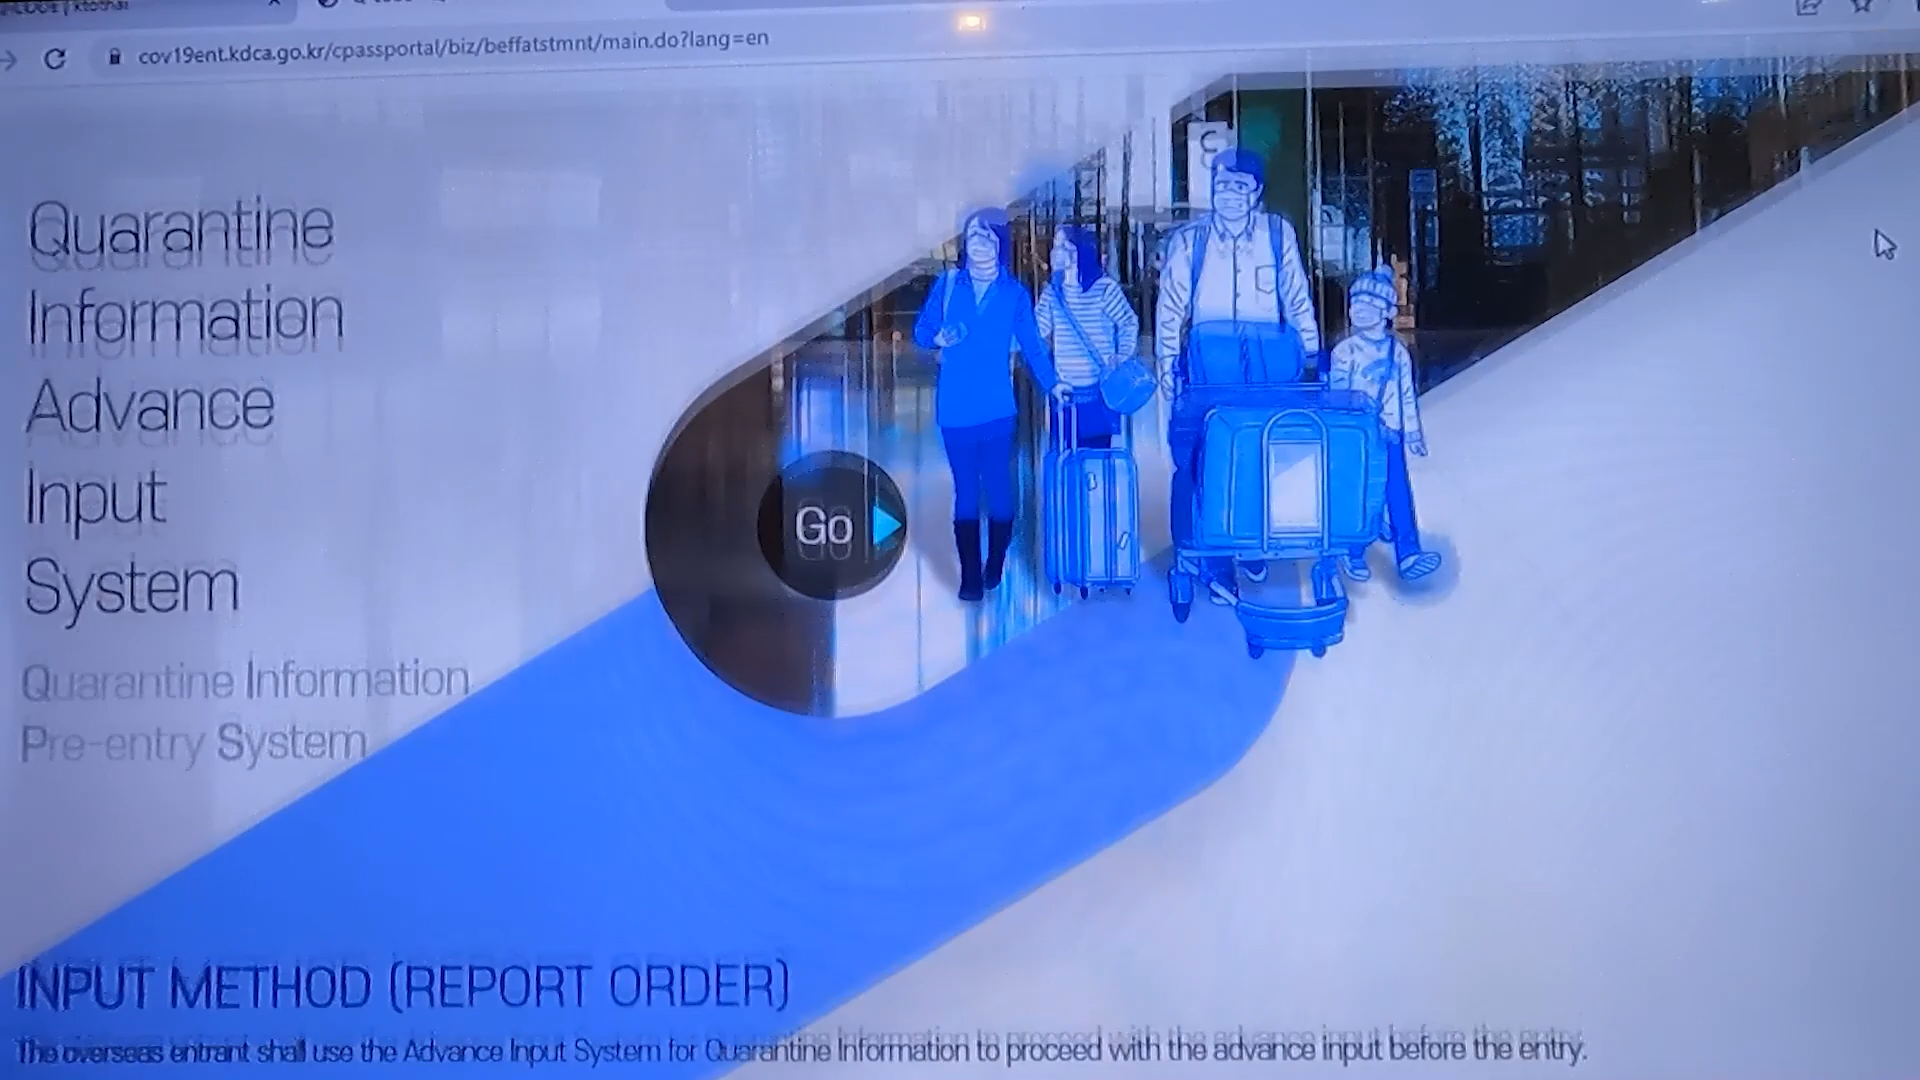 cov19ent.kdca.go.kr/cpassportal/biz/beffatstmnt/main.do?lang=en
Quarantine
Information
Advance
Input
System
Quarantine Information
Pre-entry System
Go
INPUT METHOD (REPORT ORDER)
The overseas entrant shall use the Advance Input System for Quarantine Information to proceed with the advance input before the entry.